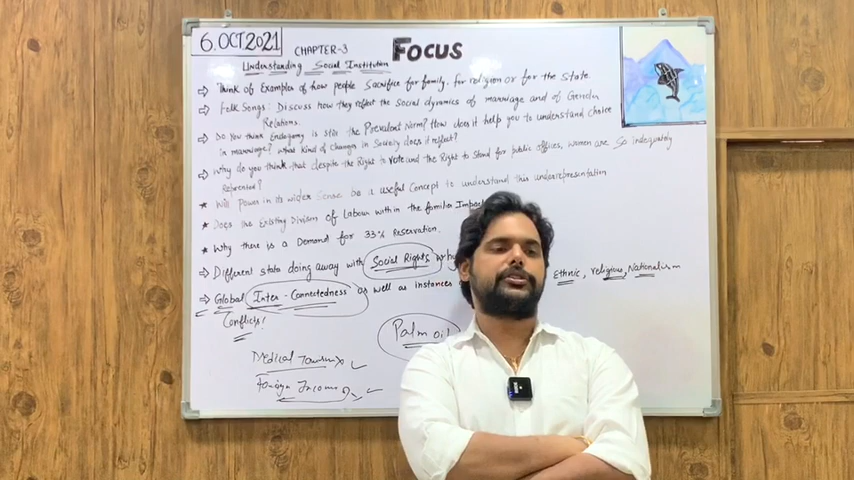 6.OCT2021
CHAPTER-3
Focus
Understanding Social Institution
Think of Examples of how people Sacrifice for family, for religion or for the State.
Folk Songs: Discuss how they reflect the social dynamics of marriage and of Gender
Relations.
Do You think Endogamy is still the Prevalent Norm? How does it help you to understand choice
in marriage? What kind of changes in Society does it reflect?
Why do you think that despite the Right to vote and the Right to Stand for public offices, women are so
Will power in its wider Sense be a useful Concept to understand this underrepresentation
Does the Existing Division of Labour within the families Impact
Why there is a Demand for 33% Reservation.
Different state doing away with Social Rights
Global Inter-Connectedness as well as instances Ethnic, religious, Nationalism
Conflicts!
Palm oil
Medical Tourism
Foreign Income